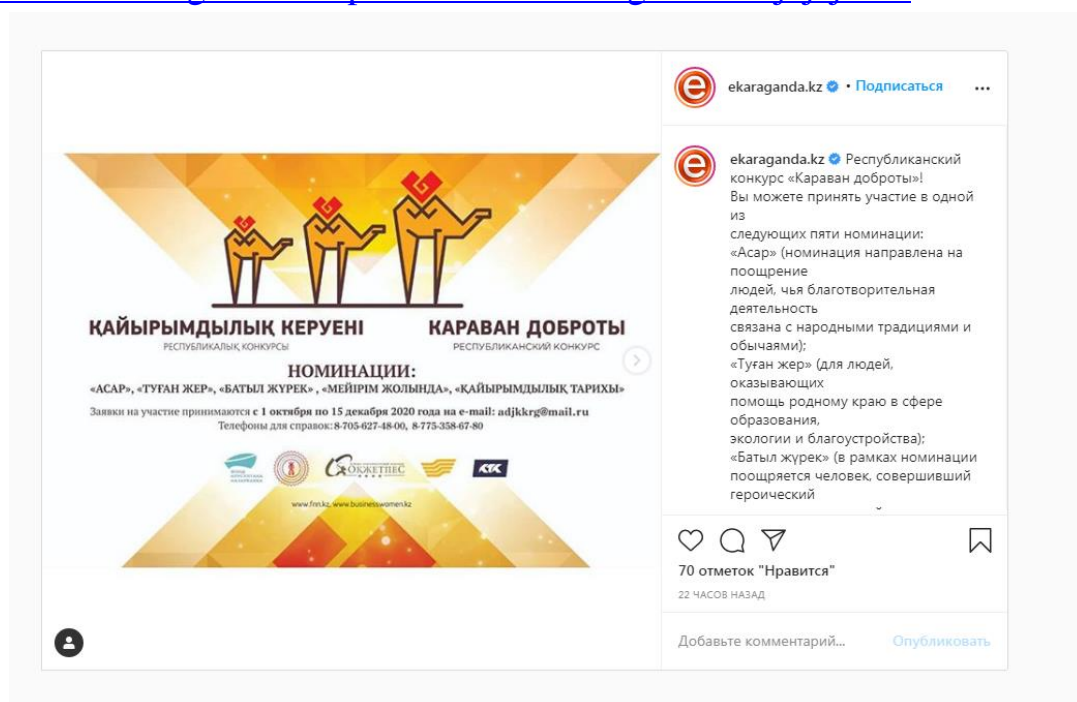 ҚАЙЫРЫМДЫЛЫҚ КЕРУЕНІ
РЕСПУБЛИКАЛЫҚ КОНКУРСЫ
КАРАВАН ДОБРОТЫ
РЕСПУБЛИКАНСКИЙ КОНКУРС
НОМИНАЦИИ:
«АСАР», «ТУҒАН ЖЕР», «БАТЫЛ ЖҮРЕК» , «МЕЙІРІМ ЖОЛЫНДА», «ҚАЙЫРЫМДЫЛЫҚ ТАРИХЫ»
Заявки на участие принимаются с 1 октября по 15 декабря 2020 года на e-mail: adjkkrg@mail.ru
Телефоны для справок: 8-705-627-48-00, 8-775-358-67-80
ОКЖЕТПЕС
КТК
www.fnn.kz, www.businesswomen.kz
ekaraganda.kz • Подписаться
ekaraganda.kz Республиканский
конкурс «Караван доброты»!
Вы можете принять участие в одной
из
следующих пяти номинации:
«Асар» (номинация направлена на
поощрение
людей, чья благотворительная
деятельность
связана с народными традициями и
обычаями);
«Туған жер» (для людей,
оказывающих
помощь родному краю в сфере
образования,
экологии и благоустройства);
«Батыл жүрек» (в рамках номинации
поощряется человек, совершивший
героический
70 отметок "Нравится"
22 ЧАСОВ НАЗАД
Добавьте комментарий...
Опубликовать